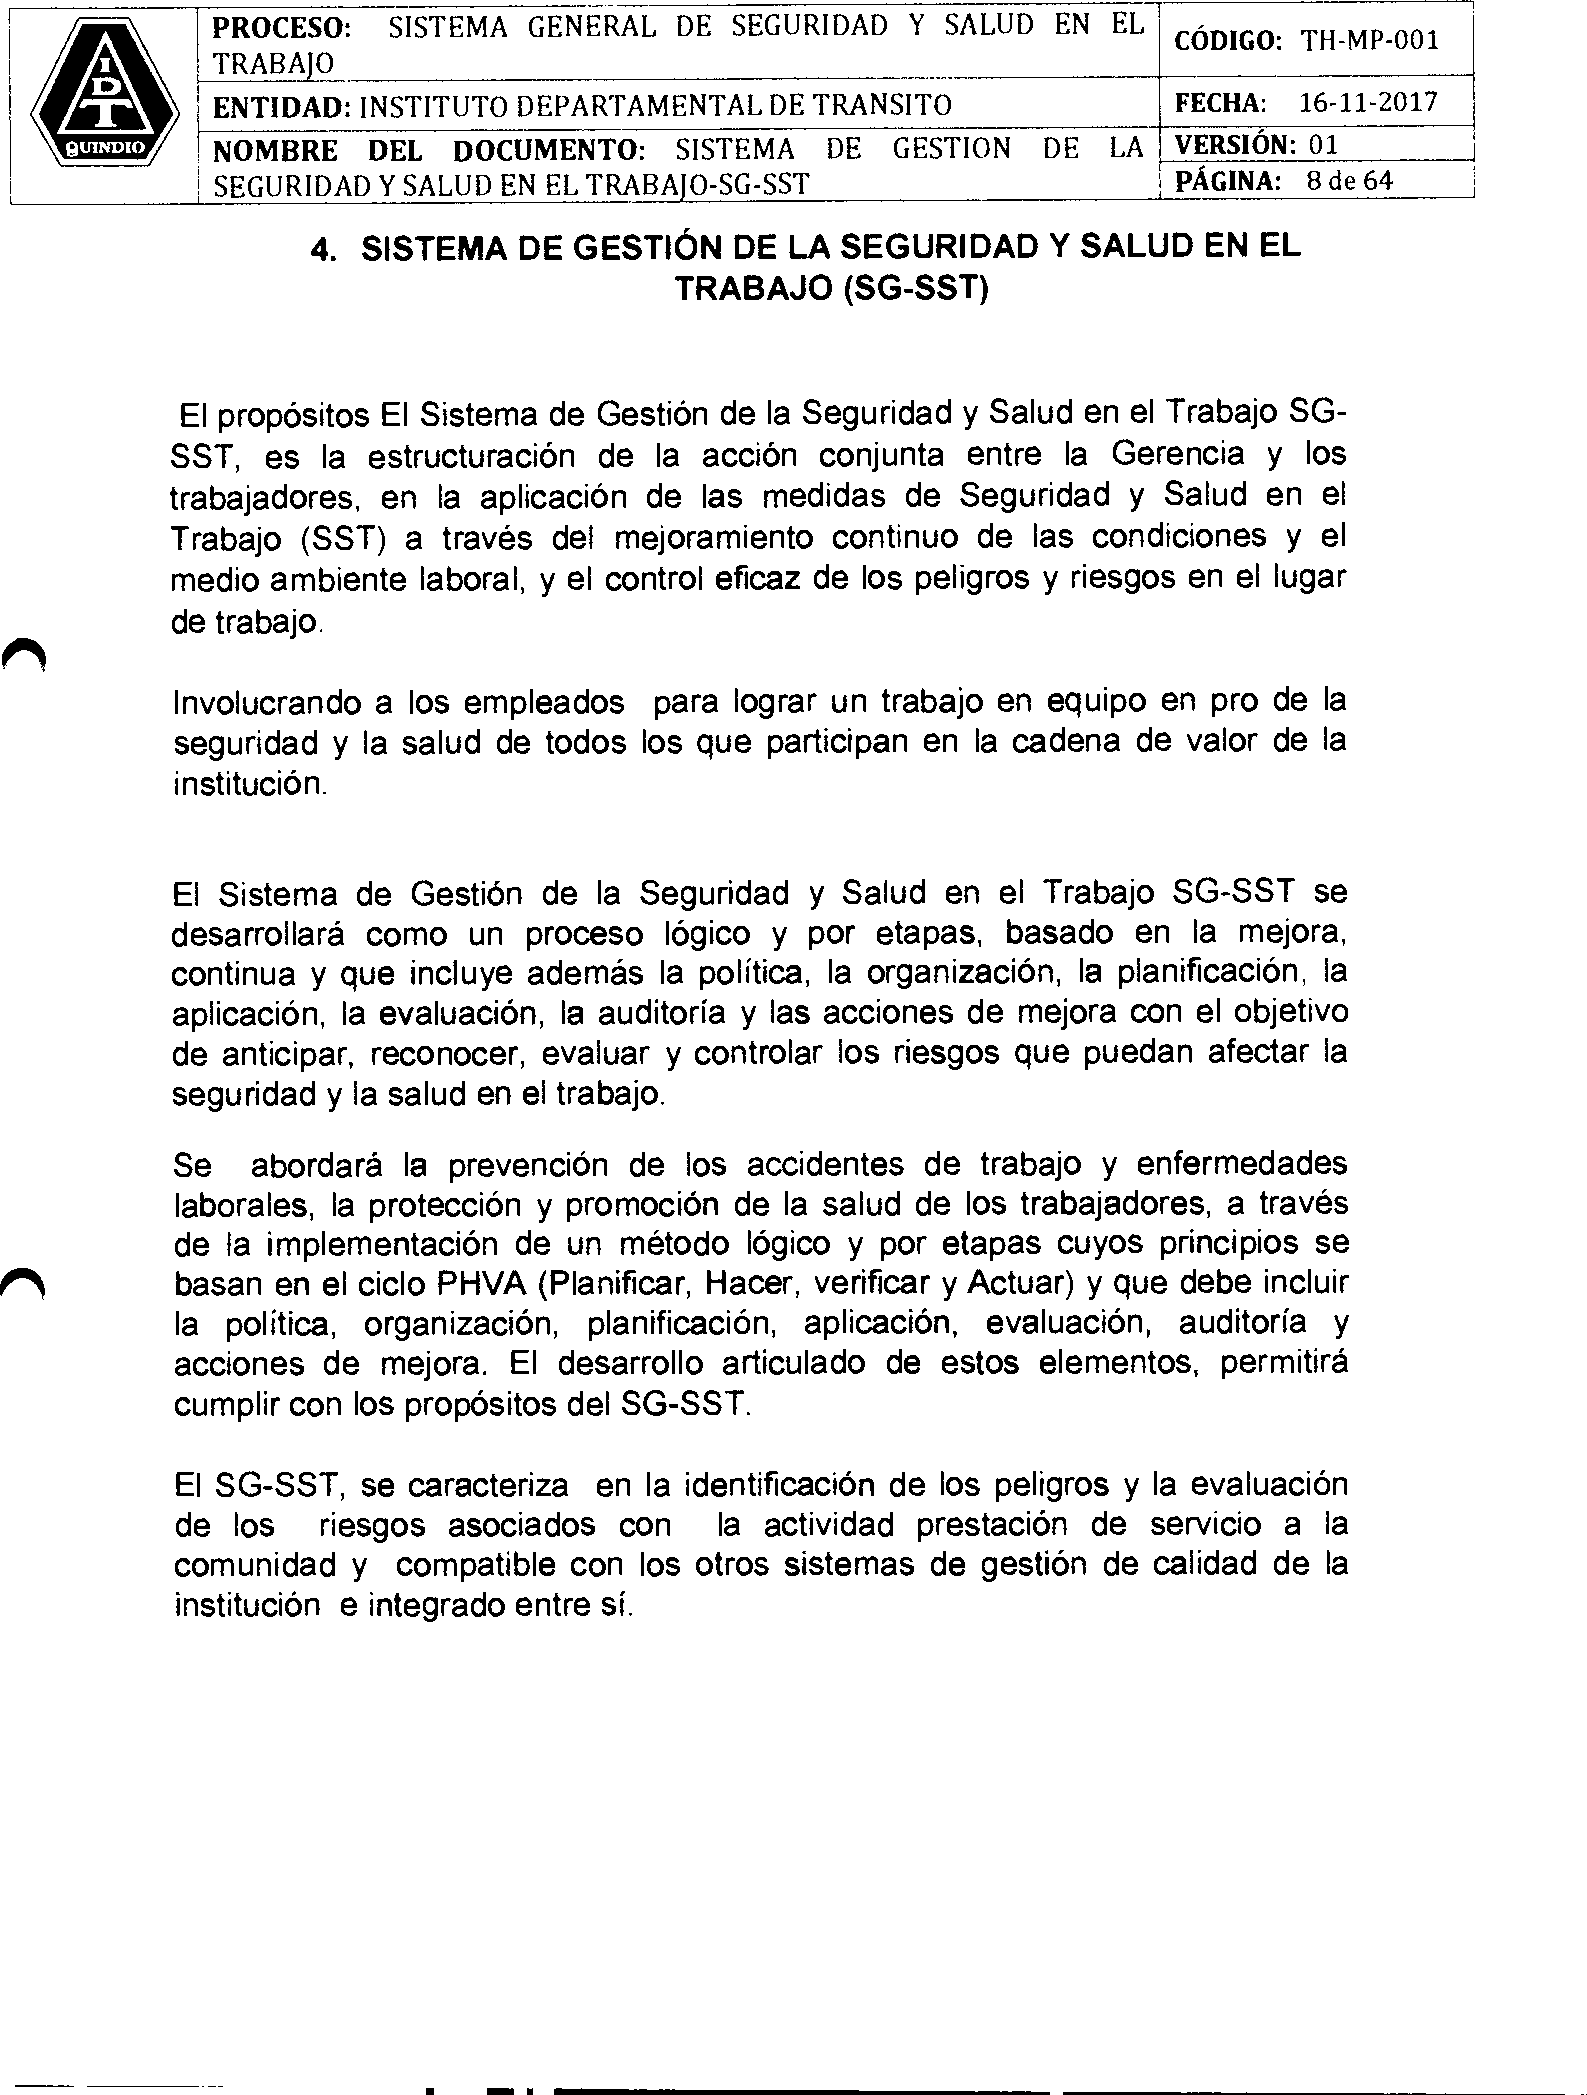 IDT
QUINDIO
PROCESO: SISTEMA GENERAL DE SEGURIDAD Y SALUD EN EL
TRABAJO
CÓDIGO: TH-MP-001
ENTIDAD: INSTITUTO DEPARTAMENTAL DE TRANSITO
FECHA: 16-11-2017
NOMBRE DEL DOCUMENTO: SISTEMA DE GESTION DE LA
SEGURIDAD Y SALUD EN EL TRABAJO-SG-SST
VERSIÓN: 01
PÁGINA: 8 de 64
4. SISTEMA DE GESTIÓN DE LA SEGURIDAD Y SALUD EN EL
TRABAJO (SG-SST)
El propósitos El Sistema de Gestión de la Seguridad y Salud en el Trabajo SG-
SST, es la estructuración de la acción conjunta entre la Gerencia y los
trabajadores, en la aplicación de las medidas de Seguridad y Salud en el
Trabajo (SST) a través del mejoramiento continuo de las condiciones y el
medio ambiente laboral, y el control eficaz de los peligros y riesgos en el lugar
de trabajo.
Involucrando a los empleados para lograr un trabajo en equipo en pro de la
seguridad y la salud de todos los que participan en la cadena de valor de la
institución.
El Sistema de Gestión de la Seguridad y Salud en el Trabajo SG-SST se
desarrollará como un proceso lógico y por etapas, basado en la mejora,
continua y que incluye además la política, la organización, la planificación, la
aplicación, la evaluación, la auditoría y las acciones de mejora con el objetivo
de anticipar, reconocer, evaluar y controlar los riesgos que puedan afectar la
seguridad y la salud en el trabajo.
Se abordará la prevención de los accidentes de trabajo y enfermedades
laborales, la protección y promoción de la salud de los trabajadores, a través
de la implementación de un método lógico y por etapas cuyos principios se
basan en el ciclo PHVA (Planificar, Hacer, verificar y Actuar) y que debe incluir
la política, organización, planificación, aplicación, evaluación, auditoría y
acciones de mejora. El desarrollo articulado de estos elementos, permitirá
cumplir con los propósitos del SG-SST.
El SG-SST, se caracteriza en la identificación de los peligros y la evaluación
de los riesgos asociados con la actividad prestación de servicio a la
comunidad y compatible con los otros sistemas de gestión de calidad de la
institución e integrado entre sí.